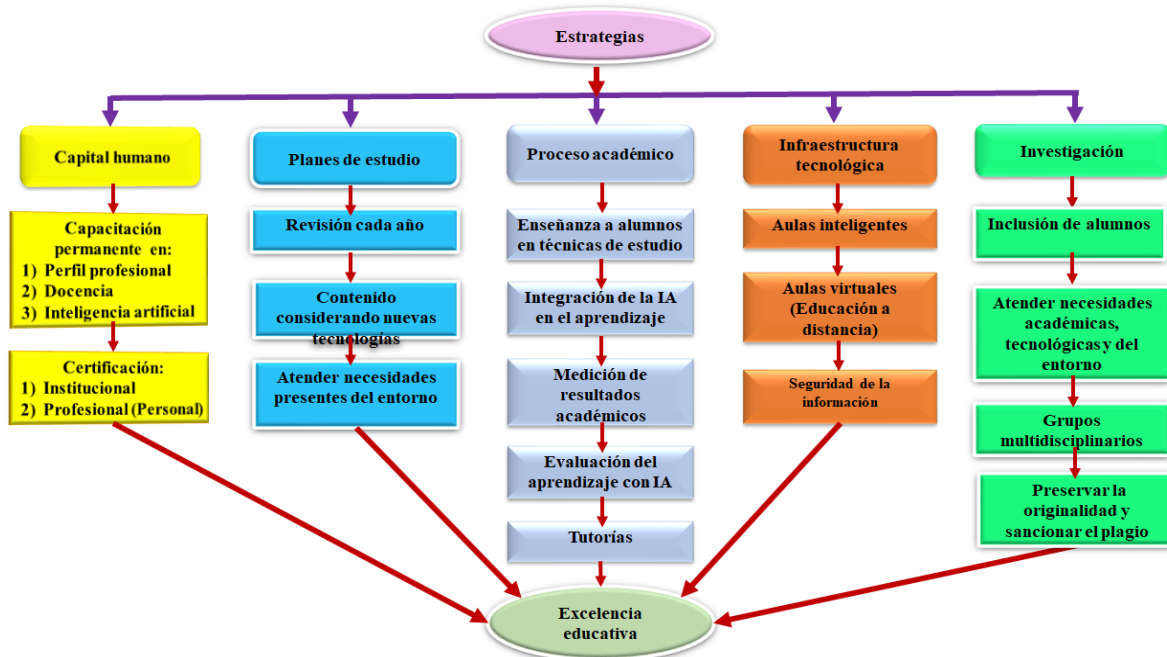 Estrategias
Capital humano
Capacitación
permanente en:
1) Perfil profesional
2) Docencia
3) Inteligencia artificial
Certificación:
1) Institucional
2) Profesional (Personal)
Planes de estudio
Revisión cada año
Contenido
considerando nuevas
tecnologías
Atender necesidades
presentes del entorno
Proceso académico
Enseñanza a alumnos
en técnicas de estudio
Integración de la IA
en el aprendizaje
Medición de
resultados
académicos
Evaluación del
aprendizaje con IA
Tutorías
Infraestructura
tecnológica
Aulas inteligentes
Aulas virtuales
(Educación a
distancia)
Seguridad de la
información
Investigación
Inclusión de alumnos
Atender necesidades
académicas,
tecnológicas y del
entorno
Grupos
multidisciplinarios
Preservar la
originalidad y
sancionar el plagio
Excelencia
educativa